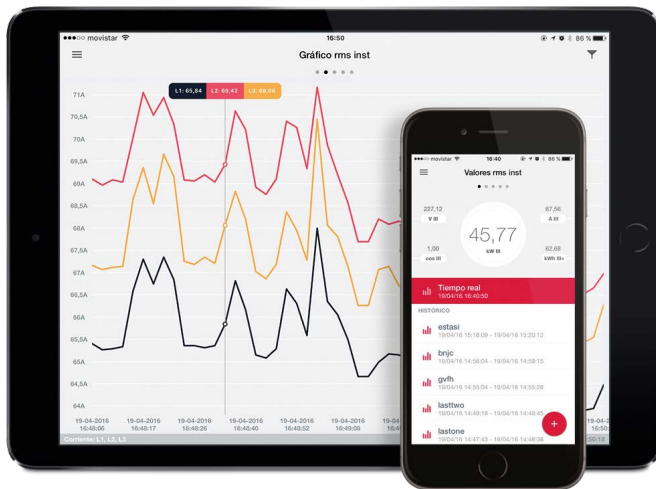 movistar 16:50 86 %
Gráfico rms inst
L1: 65,84 L2: 69,42 L3: 68,06
71A
70,5A
70A
69,5A
69A
68,5A
68A
67,5A
67A
66,5A
66A
65,5A
65A
64,5A
64A
19-04-2016
16:48:06
19-04-2016
16:48:17
19-04-2016
16:48:26
19-04-2016
16:48:40
19-04-2016
16:48:52
19-04-2016
16:49:08
Corriente: L1, L2, L3
movistar 16:40 86 %
Valores rms inst
227,12
V III
67,56
A III
45,77
kW III
1,00
cos III
62,68
kWh III+
Tiempo real
19/04/16 16:40:50
HISTÓRICO
estasi
19/04/16 15:18:09 - 19/04/16 15:20:12
bnjc
19/04/16 14:56:04 - 19/04/16 14:59:15
gvfh
19/04/16 14:55:04 - 19/04/16 14:55:26
lasttwo
19/04/16 14:49:18 - 19/04/16 14:49:45
lastone
19/04/16 14:47:43 - 19/04/16 14:48:38